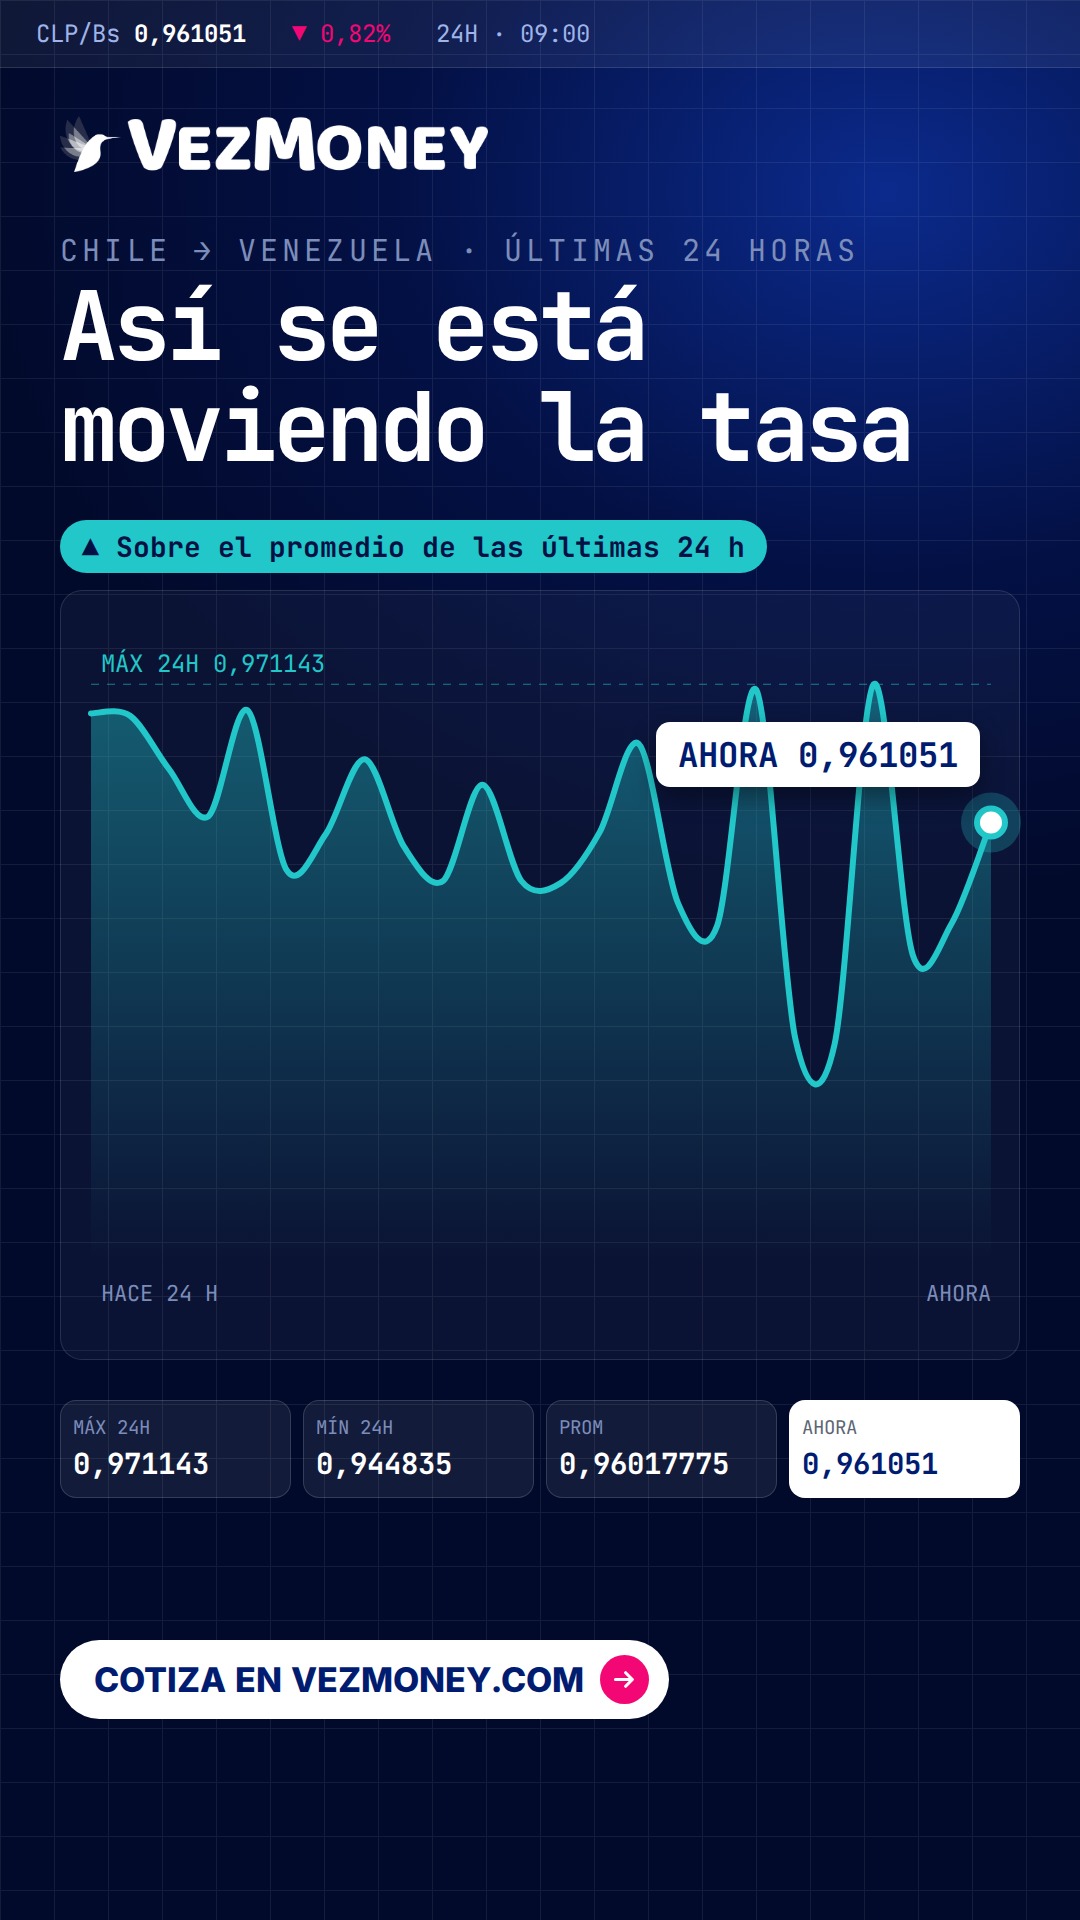 CLP/Bs 0,961051 ▼ 0,82% 24H · 09:00
VEZMONEY
CHILE → VENEZUELA · ÚLTIMAS 24 HORAS
Así se está
moviendo la tasa
▲ Sobre el promedio de las últimas 24 h
MÁX 24H 0,971143
AHORA 0,961051
HACE 24 H
AHORA
MÁX 24H
0,971143
MÍN 24H
0,944835
PROM
0,96017775
AHORA
0,961051
COTIZA EN VEZMONEY.COM →